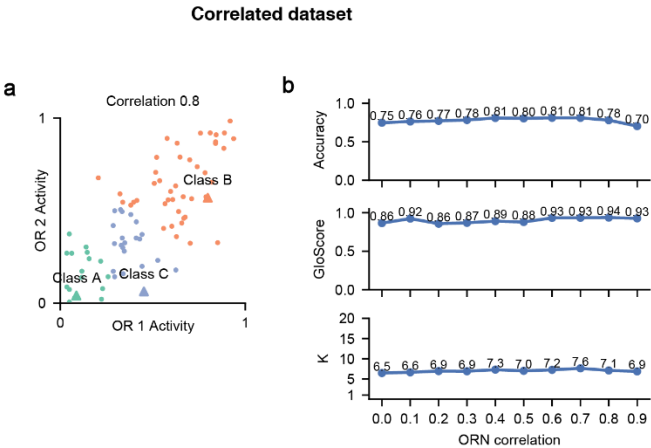 Correlated dataset
a
Correlation 0.8
1
OR 2 Activity
Class B
Class A
Class C
0
0
OR 1 Activity
1
b
Accuracy
1.0
0.5
0.0
0.75 0.76 0.77 0.78 0.81 0.80 0.81 0.81 0.78 0.70
GloScore
1.0
0.5
0.0
0.86 0.92 0.86 0.87 0.89 0.88 0.93 0.93 0.94 0.93
K
20
15
10
5
1
6.5 6.6 6.9 6.9 7.3 7.0 7.2 7.6 7.1 6.9
0.0 0.1 0.2 0.3 0.4 0.5 0.6 0.7 0.8 0.9
ORN correlation